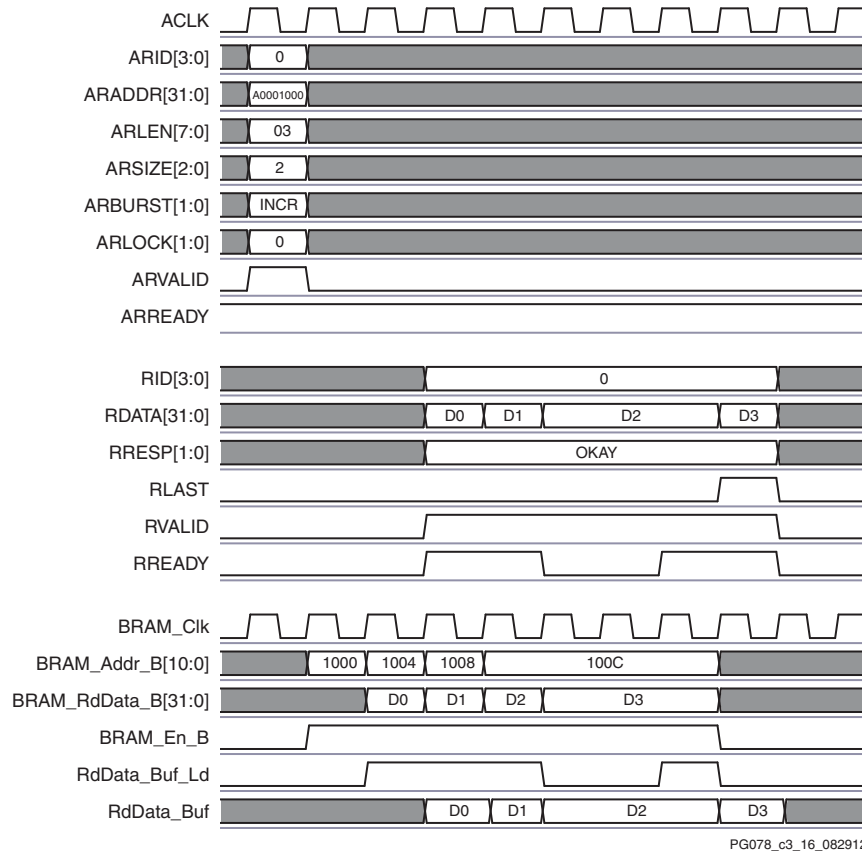 ACLK
ARID[3:0] 0
ARADDR[31:0] A0001000
ARLEN[7:0] 03
ARSIZE[2:0] 2
ARBURST[1:0] INCR
ARLOCK[1:0] 0
ARVALID
ARREADY
RID[3:0] 0
RDATA[31:0] D0 D1 D2 D3
RRESP[1:0] OKAY
RLAST
RVALID
RREADY
BRAM_Clk
BRAM_Addr_B[10:0] 1000 1004 1008 100C
BRAM_RdData_B[31:0] D0 D1 D2 D3
BRAM_En_B
RdData_Buf_Ld
RdData_Buf D0 D1 D2 D3
PG078_c3_16_082912